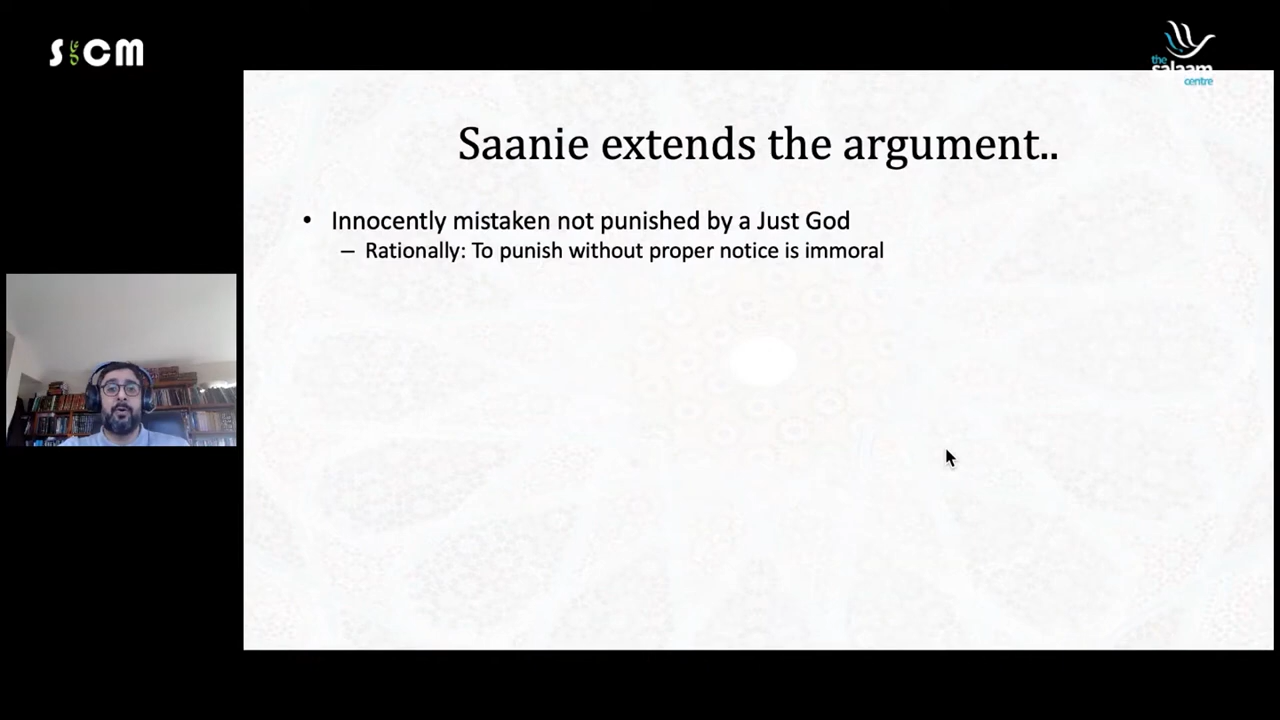 SCM
the
salaam
centre
Saanie extends the argument..
• Innocently mistaken not punished by a Just God
– Rationally: To punish without proper notice is immoral